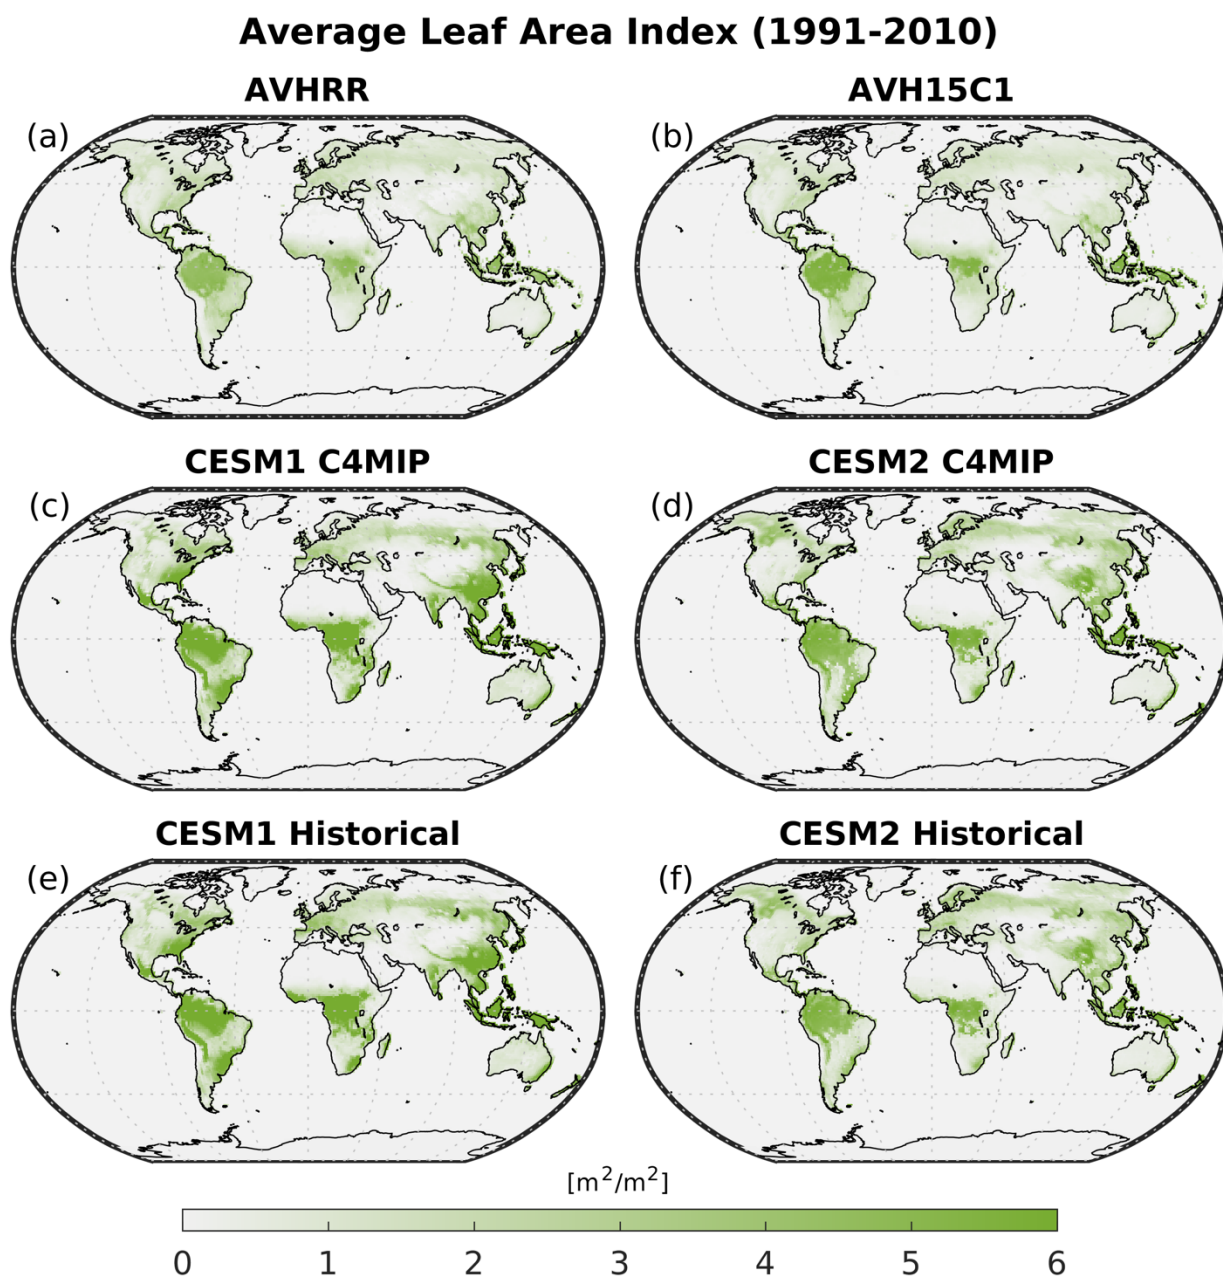 Average Leaf Area Index (1991-2010)
AVHRR
AVH15C1
(a)
(b)
CESM1 C4MIP
CESM2 C4MIP
(c)
(d)
CESM1 Historical
CESM2 Historical
(e)
(f)
[m²/m²]
0 1 2 3 4 5 6